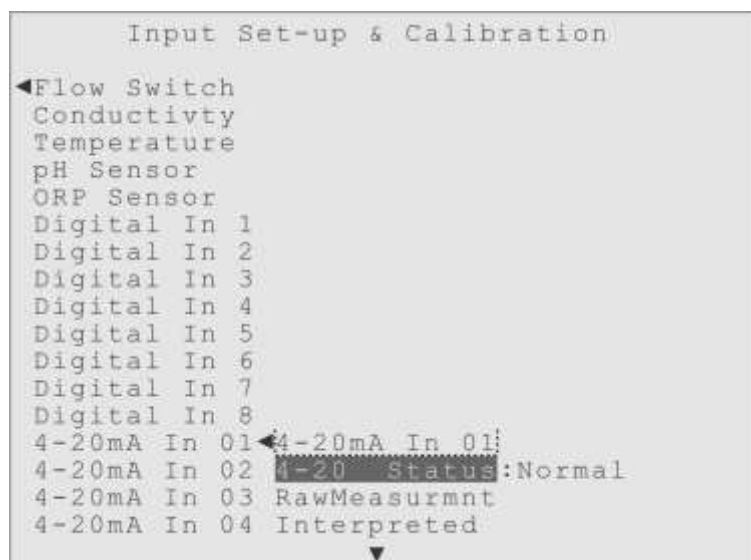 Input Set-up & Calibration
◄Flow Switch
Conductivty
Temperature
pH Sensor
ORP Sensor
Digital In 1
Digital In 2
Digital In 3
Digital In 4
Digital In 5
Digital In 6
Digital In 7
Digital In 8
4-20mA In 01◄4-20mA In 01
4-20mA In 02 4-20 Status:Normal
4-20mA In 03 RawMeasurmnt
4-20mA In 04 Interpreted
▼